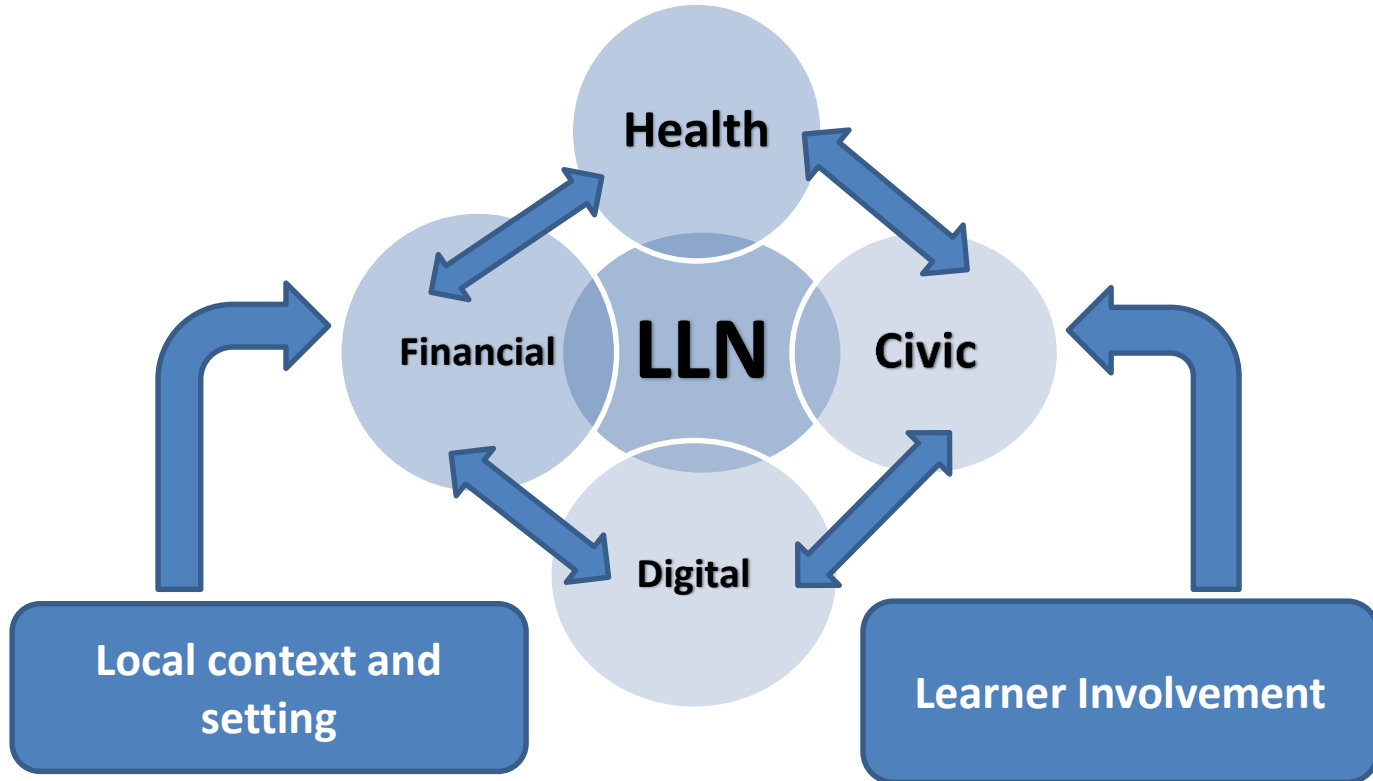 Health
Financial
LLN
Civic
Digital
Local context and
setting
Learner Involvement